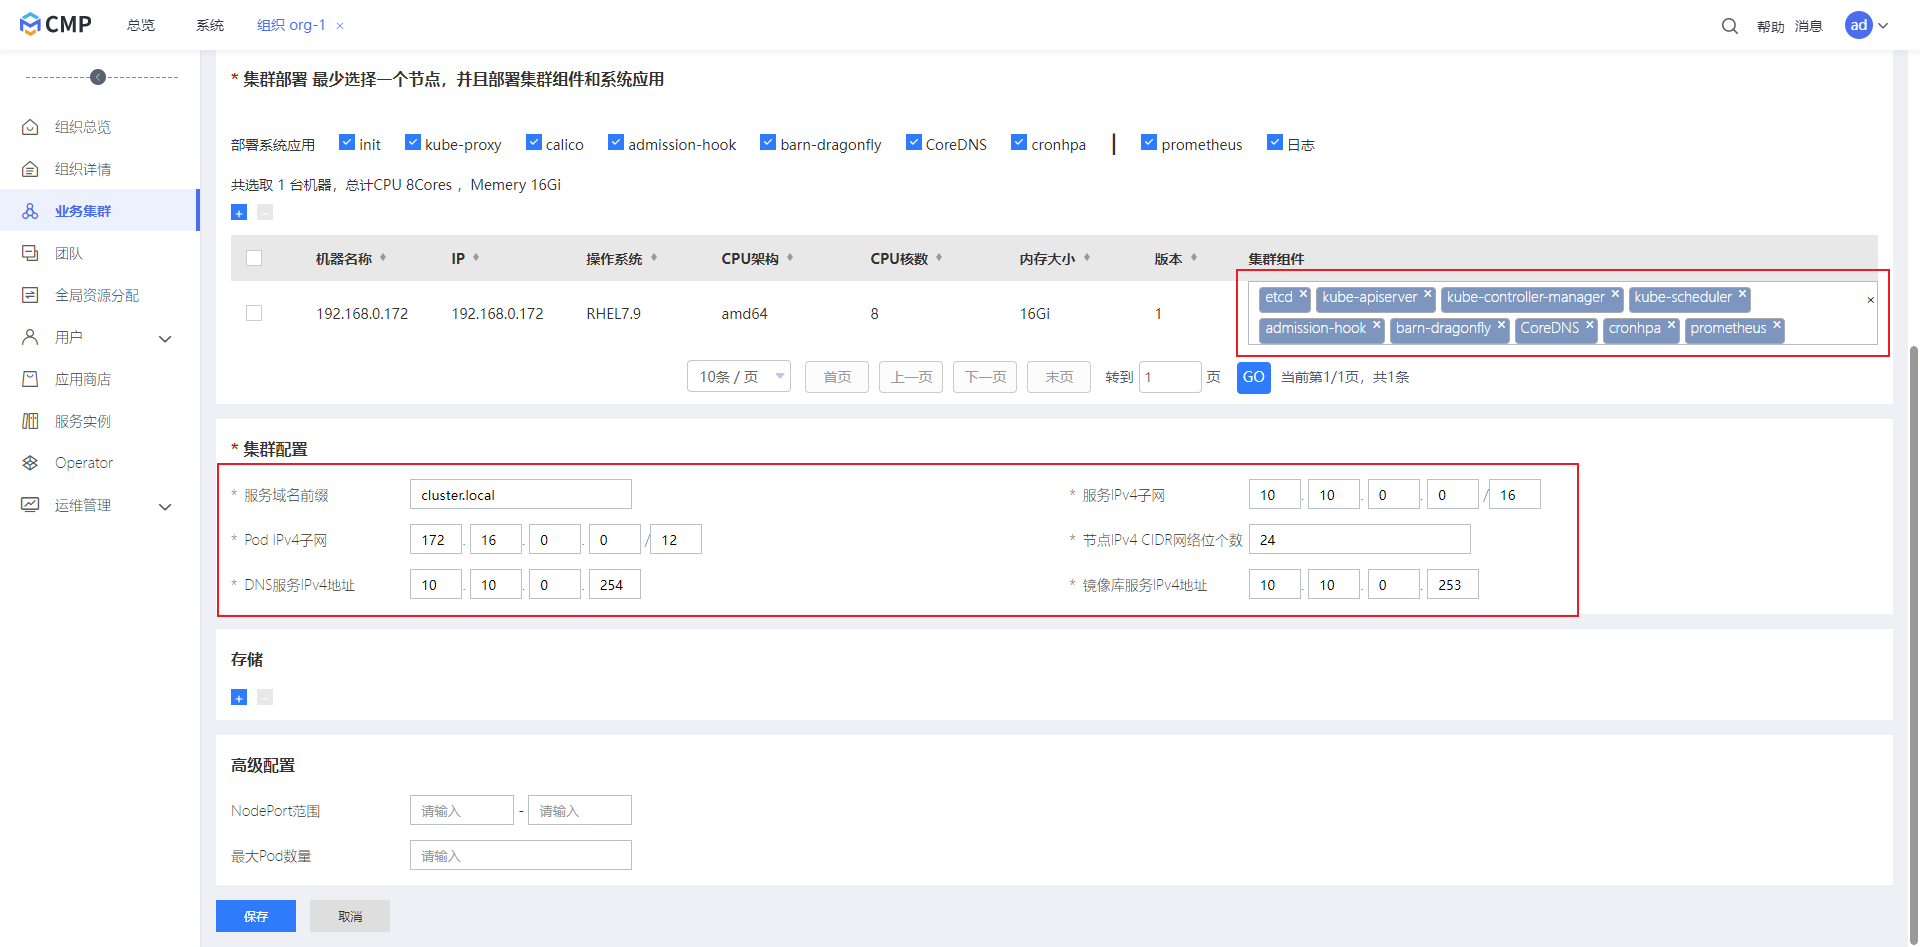 CMP 总览 系统 组织 org-1 × 帮助 消息 ad
组织总览
组织详情
业务集群
团队
全局资源分配
用户
应用商店
服务实例
Operator
运维管理
* 集群部署 最少选择一个节点，并且部署集群组件和系统应用
部署系统应用 init kube-proxy calico admission-hook barn-dragonfly CoreDNS cronhpa | prometheus 日志
共选取 1 台机器，总计CPU 8Cores ，Memery 16Gi
+ -
机器名称 IP 操作系统 CPU架构 CPU核数 内存大小 版本 集群组件
192.168.0.172 192.168.0.172 RHEL7.9 amd64 8 16Gi 1
etcd × kube-apiserver × kube-controller-manager × kube-scheduler × ×
admission-hook × barn-dragonfly × CoreDNS × cronhpa × prometheus ×
10条 / 页 首页 上一页 下一页 末页 转到 1 页 GO 当前第1/1页，共1条
* 集群配置
* 服务域名前缀 cluster.local * 服务IPv4子网 10 . 10 . 0 . 0 / 16
* Pod IPv4子网 172 . 16 . 0 . 0 / 12 * 节点IPv4 CIDR网络位个数 24
* DNS服务IPv4地址 10 . 10 . 0 . 254 * 镜像库服务IPv4地址 10 . 10 . 0 . 253
存储
+ -
高级配置
NodePort范围 请输入 - 请输入
最大Pod数量 请输入
保存 取消